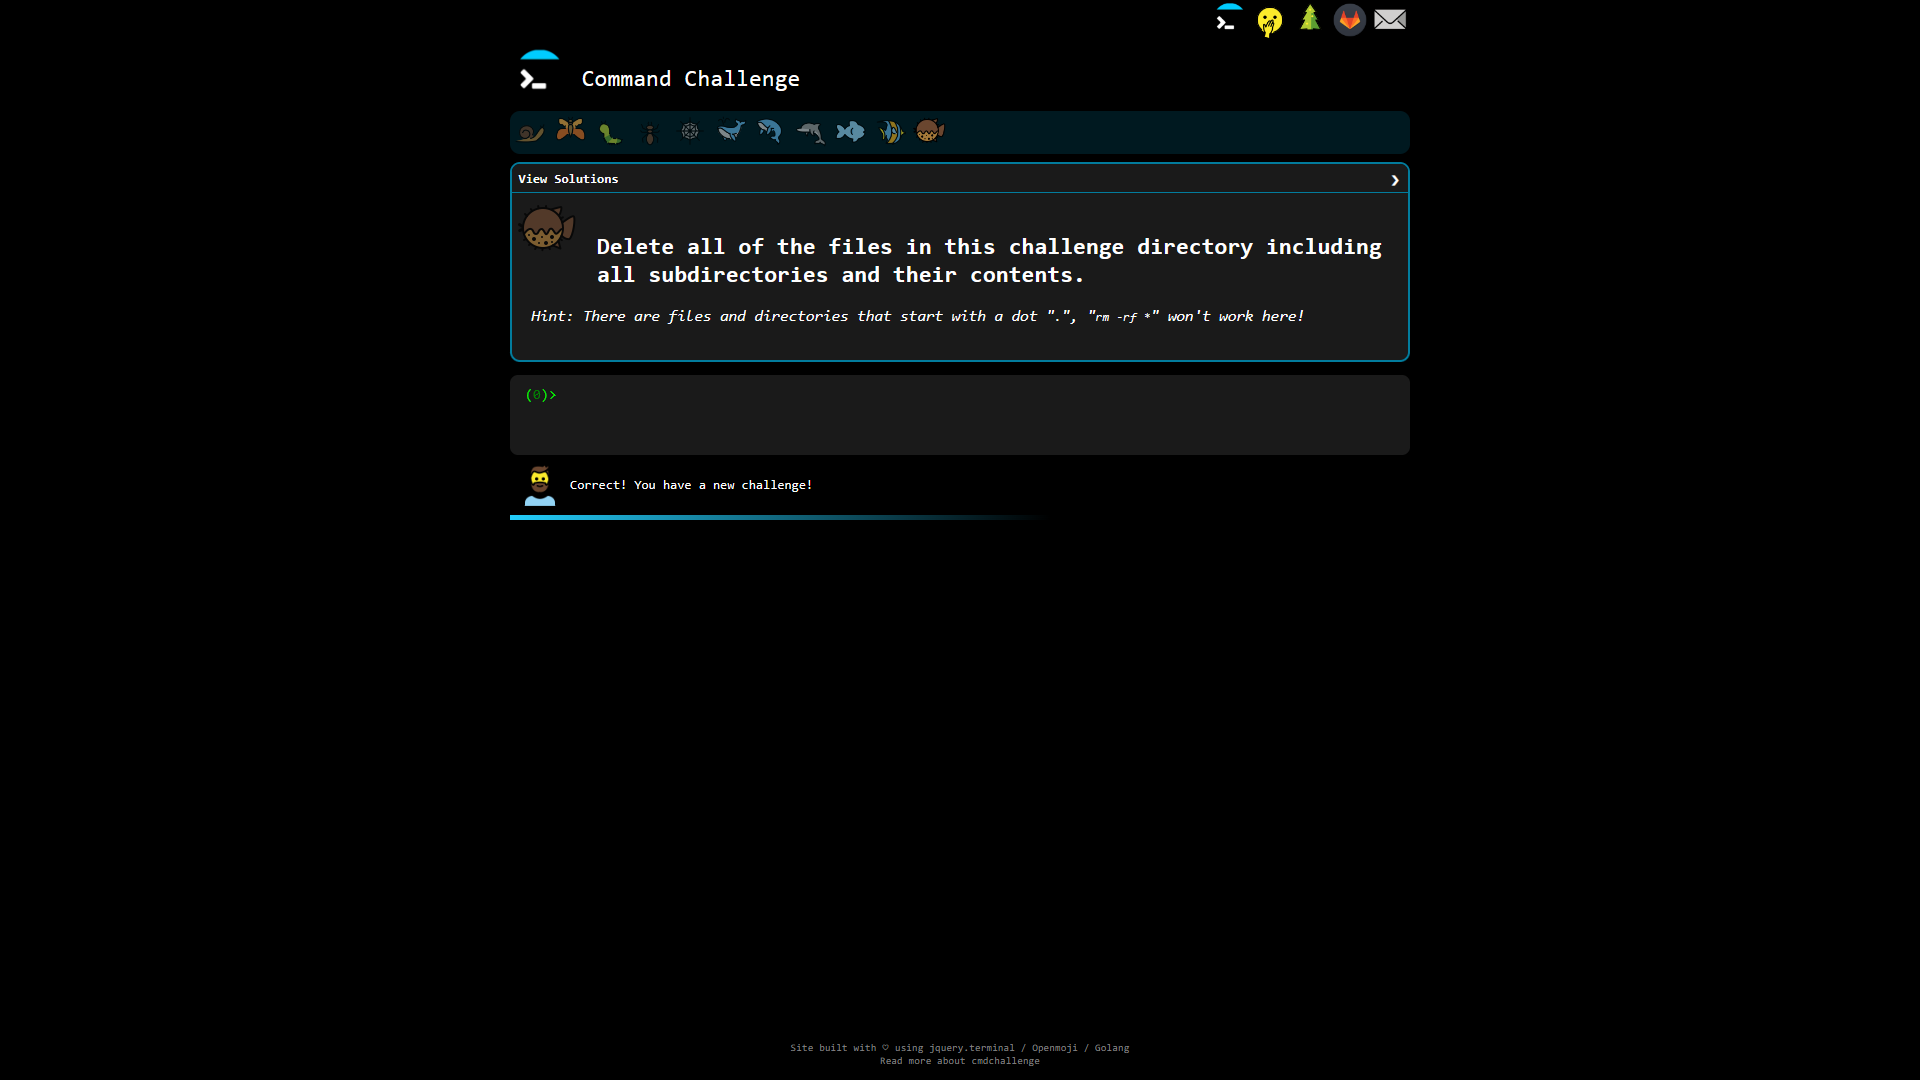 Command Challenge
View Solutions
Delete all of the files in this challenge directory including
all subdirectories and their contents.
Hint: There are files and directories that start with a dot ".", "rm -rf *" won't work here!
(0)>
Correct! You have a new challenge!
Site built with ♡ using jquery.terminal / Openmoji / Golang
Read more about cmdchallenge